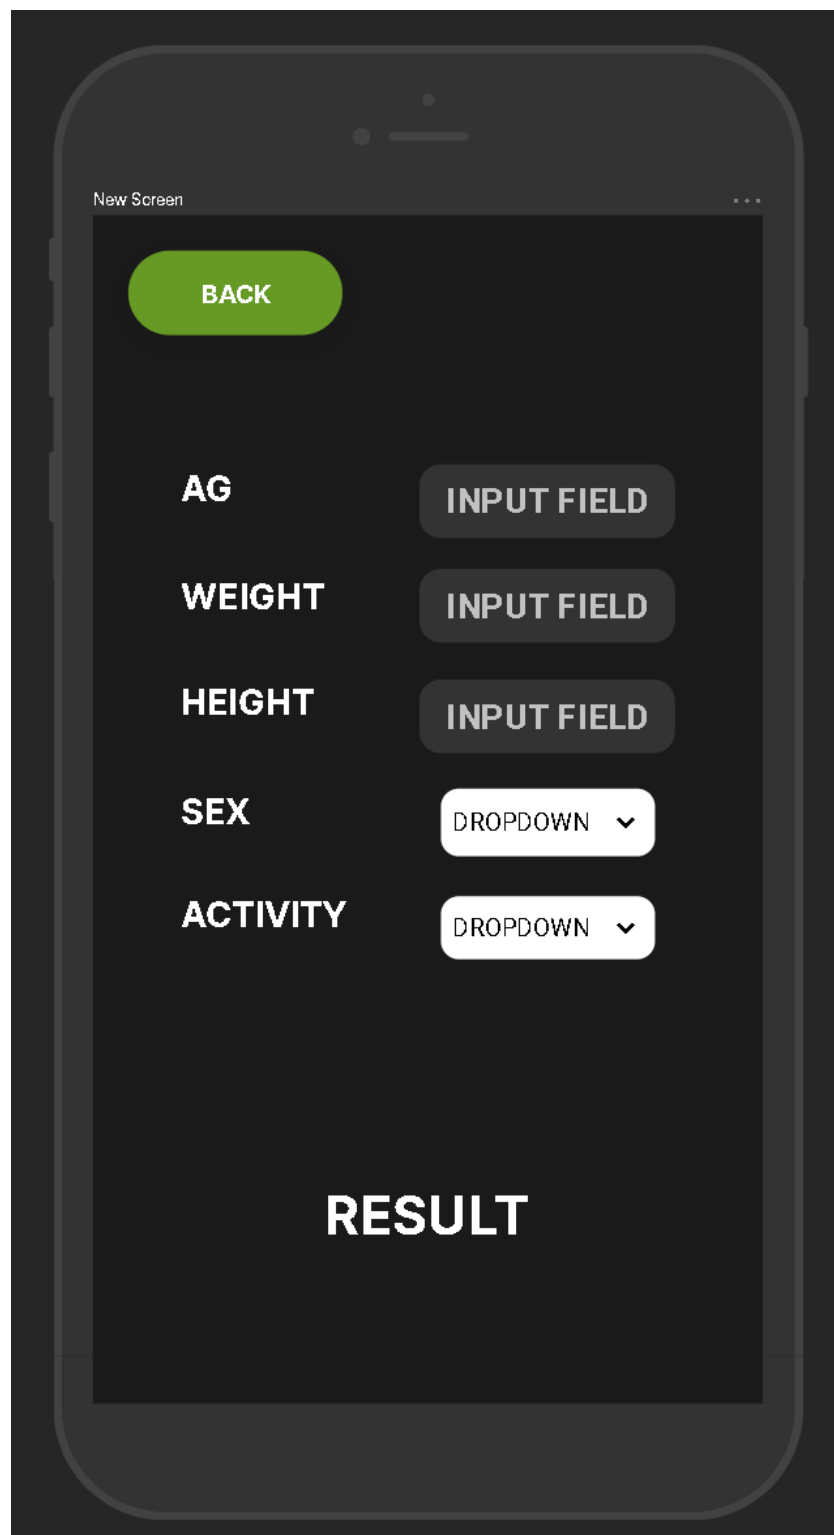 New Screen
BACK
AG
INPUT FIELD
WEIGHT
INPUT FIELD
HEIGHT
INPUT FIELD
SEX
DROPDOWN
ACTIVITY
DROPDOWN
RESULT